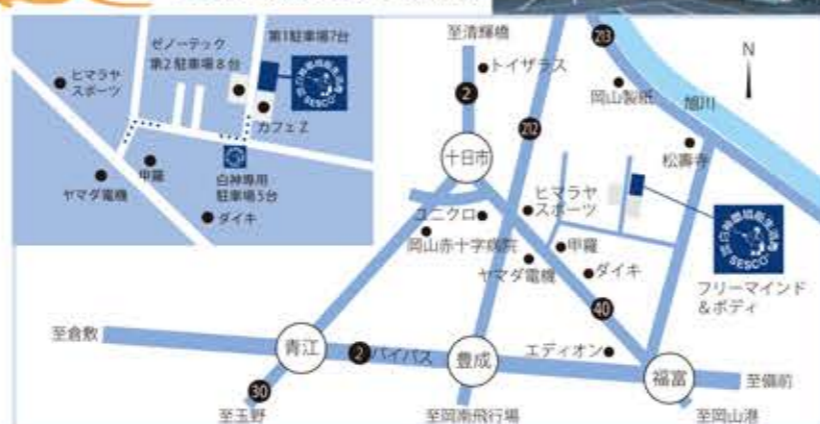 ゼノーテック
第2駐車場8台
第1駐車場7台
ヒマラヤ
スポーツ
SESCO
カフェZ
ヤマダ電機
甲羅
白神専用
駐車場5台
ダイキ
至清輝橋
トイザラス
2
213
岡山製紙
旭川
N
212
十日市
松壽寺
ヒマラヤ
スポーツ
ユニクロ
岡山赤十字病院
甲羅
ヤマダ電機
ダイキ
SESCO
フリーマインド
&ボディ
40
至倉敷
青江
2
バイパス
豊成
エディオン
福富
至備前
30
至玉野
至岡南飛行場
至岡山港